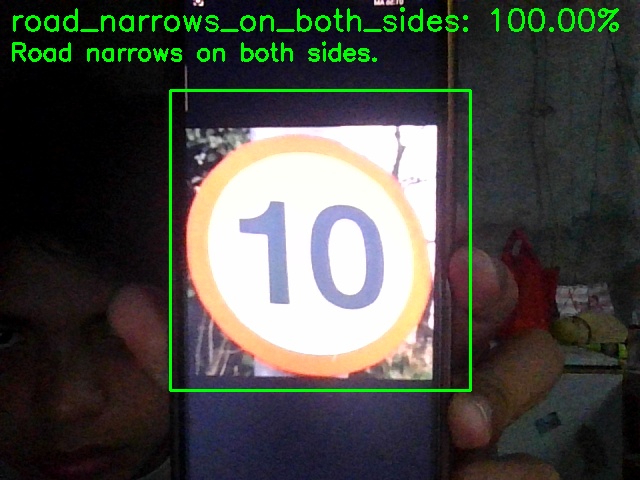 road_narrows_on_both_sides: 100.00%
Road narrows on both sides.
10